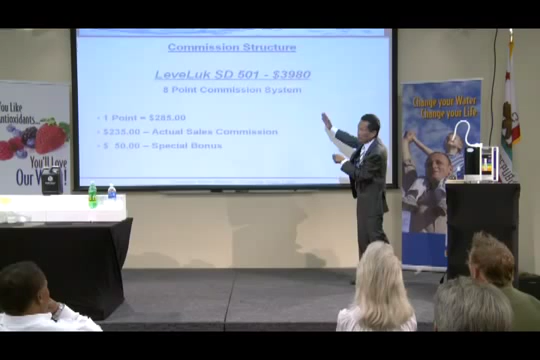 Commission Structure
LeveLuk SD 501 - $3980
8 Point Commission System
• 1 Point = $285.00
• $235.00 – Actual Sales Commission
• $ 50.00 – Special Bonus
You Like
Antioxidants...
You'll Love
Our
Change your Water
Change your Life